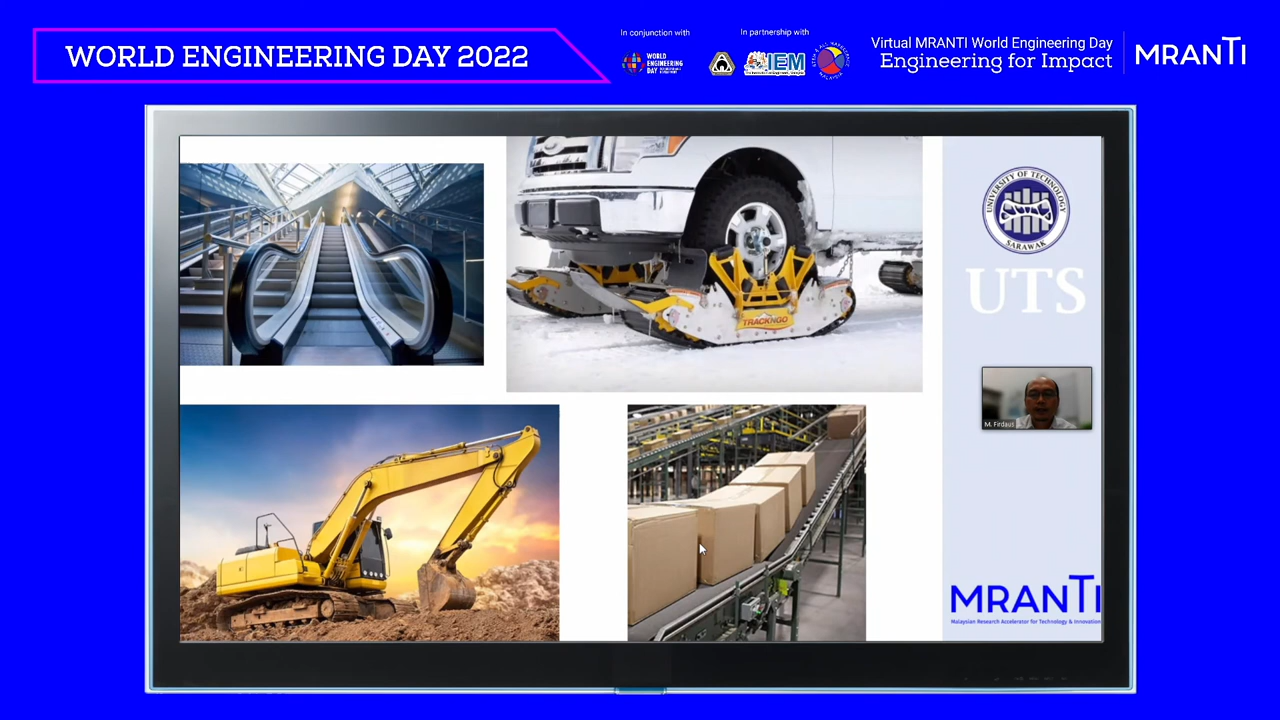 WORLD ENGINEERING DAY 2022
In conjunction with
WORLD
ENGINEERING
DAY
In partnership with
IEM
Virtual MRANTI World Engineering Day
Engineering for Impact
MRANTI
TRACKNGO
UNIVERSITY OF TECHNOLOGY
SARAWAK
UTS
M. Firdaus
MRANTI
Malaysian Research Accelerator for Technology & Innovation